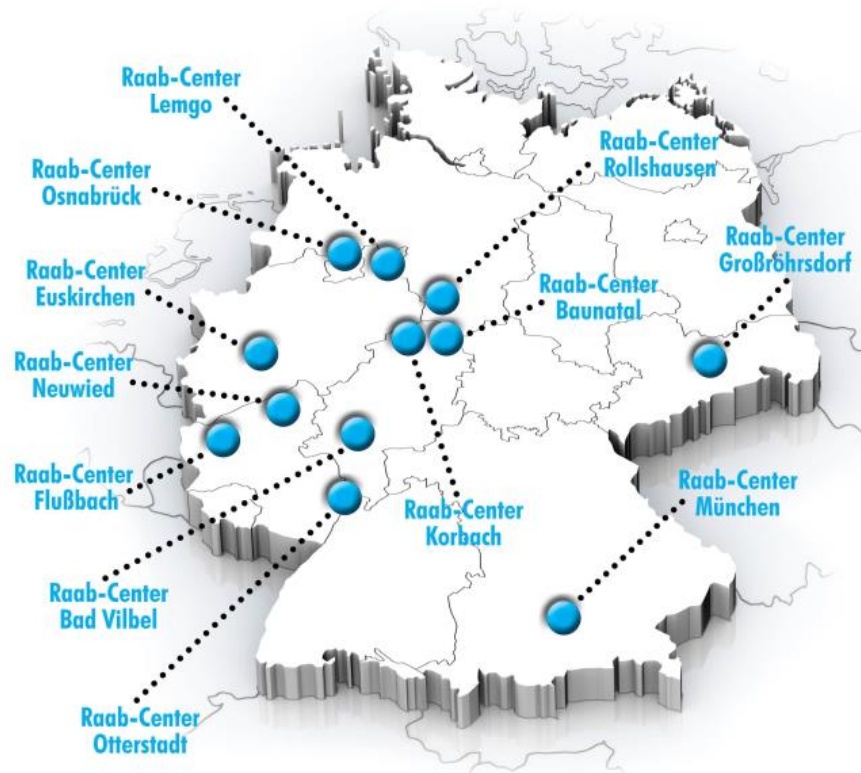 Raab-Center
Lemgo
Raab-Center
Rollshausen
Raab-Center
Osnabrück
Raab-Center
Großröhrsdorf
Raab-Center
Euskirchen
Raab-Center
Baunatal
Raab-Center
Neuwied
Raab-Center
Flußbach
Raab-Center
Korbach
Raab-Center
München
Raab-Center
Bad Vilbel
Raab-Center
Otterstadt